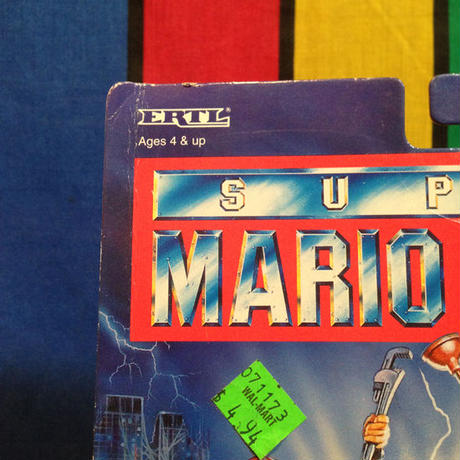 ERTL
Ages 4 & up
SUP
MARIO
071173
WAL-MART
$ 4.94